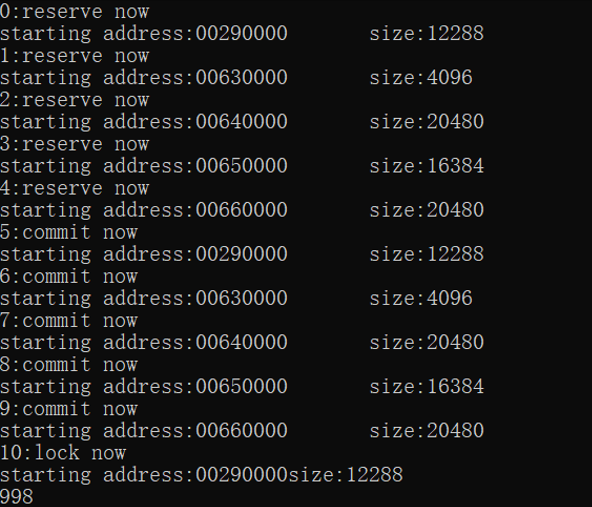 0:reserve now
starting address:00290000 size:12288
1:reserve now
starting address:00630000 size:4096
2:reserve now
starting address:00640000 size:20480
3:reserve now
starting address:00650000 size:16384
4:reserve now
starting address:00660000 size:20480
5:commit now
starting address:00290000 size:12288
6:commit now
starting address:00630000 size:4096
7:commit now
starting address:00640000 size:20480
8:commit now
starting address:00650000 size:16384
9:commit now
starting address:00660000 size:20480
10:lock now
starting address:00290000size:12288
998